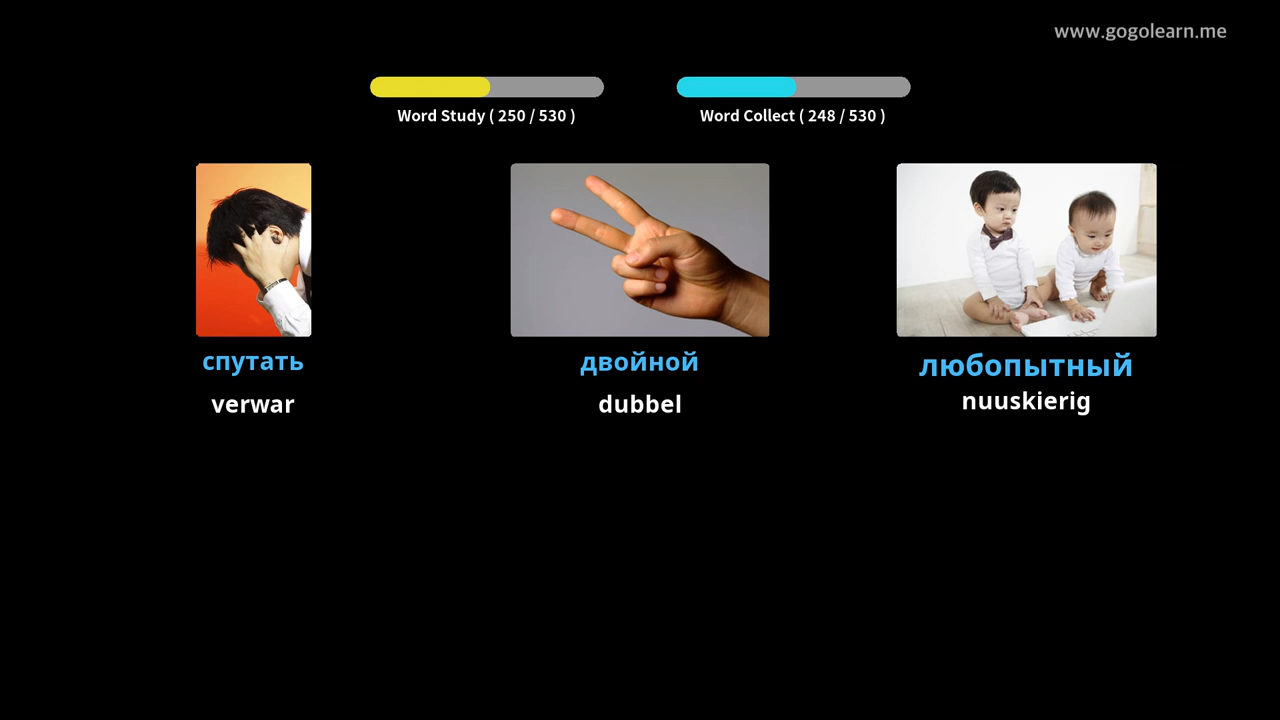 www.gogolearn.me
Word Study ( 250 / 530 )
Word Collect ( 248 / 530 )
спутать
двойной
любопытный
verwar
dubbel
nuuskierig